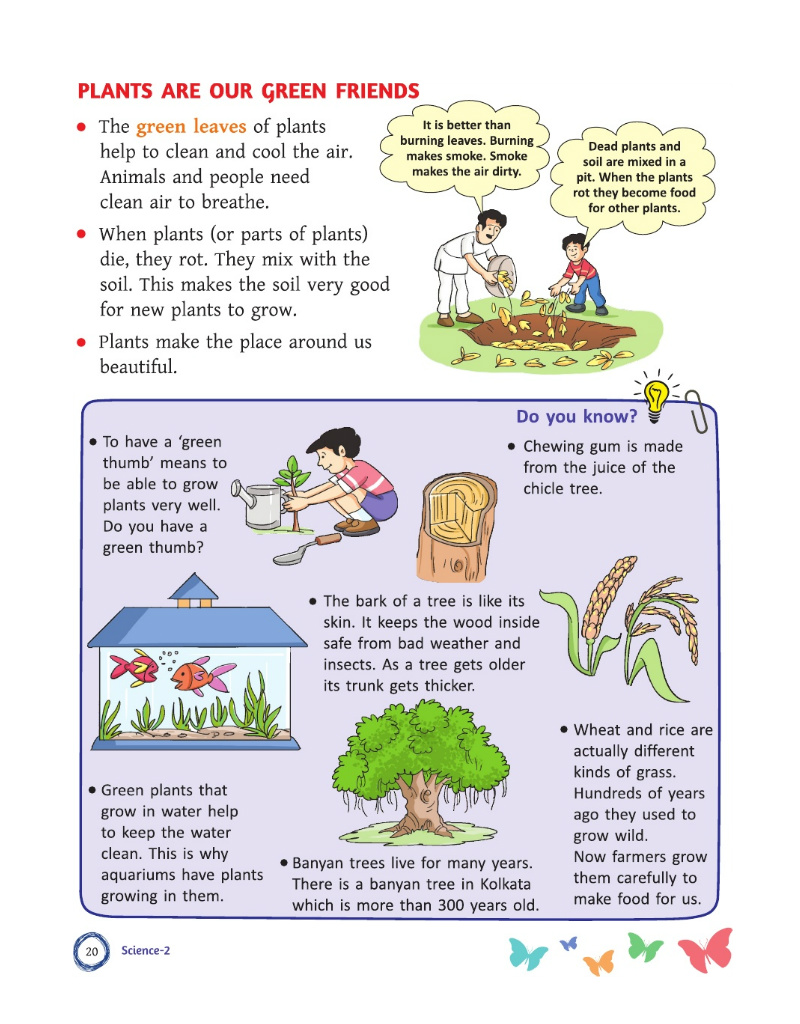 PLANTS ARE OUR GREEN FRIENDS
• The green leaves of plants
help to clean and cool the air.
Animals and people need
clean air to breathe.
• When plants (or parts of plants)
die, they rot. They mix with the
soil. This makes the soil very good
for new plants to grow.
• Plants make the place around us
beautiful.
It is better than
burning leaves. Burning
makes smoke. Smoke
makes the air dirty.
Dead plants and
soil are mixed in a
pit. When the plants
rot they become food
for other plants.
Do you know?
• To have a ‘green
thumb’ means to
be able to grow
plants very well.
Do you have a
green thumb?
• Chewing gum is made
from the juice of the
chicle tree.
• The bark of a tree is like its
skin. It keeps the wood inside
safe from bad weather and
insects. As a tree gets older
its trunk gets thicker.
• Green plants that
grow in water help
to keep the water
clean. This is why
aquariums have plants
growing in them.
• Banyan trees live for many years.
There is a banyan tree in Kolkata
which is more than 300 years old.
• Wheat and rice are
actually different
kinds of grass.
Hundreds of years
ago they used to
grow wild.
Now farmers grow
them carefully to
make food for us.
20 Science-2